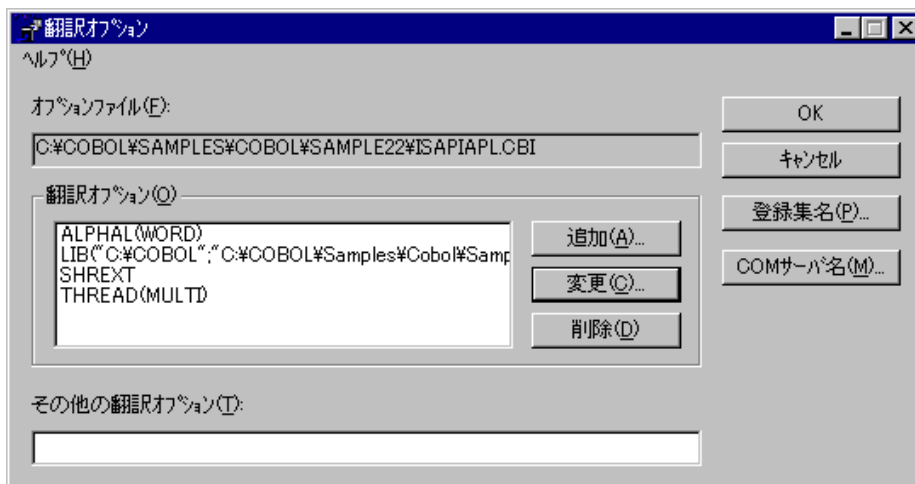 翻訳オプション
ヘルプ(H)
オプションファイル(F):
C:¥COBOL¥SAMPLES¥COBOL¥SAMPLE22¥ISAPIAPL.CBI
翻訳オプション(O)
ALPHAL(WORD)
LIB("C:¥COBOL";"C:¥COBOL¥Samples¥Cobol¥Samp
SHREXT
THREAD(MULTI)
追加(A)...
変更(C)...
削除(D)
その他の翻訳オプション(T):
OK
キャンセル
登録集名(P)...
COMサーバ名(M)...